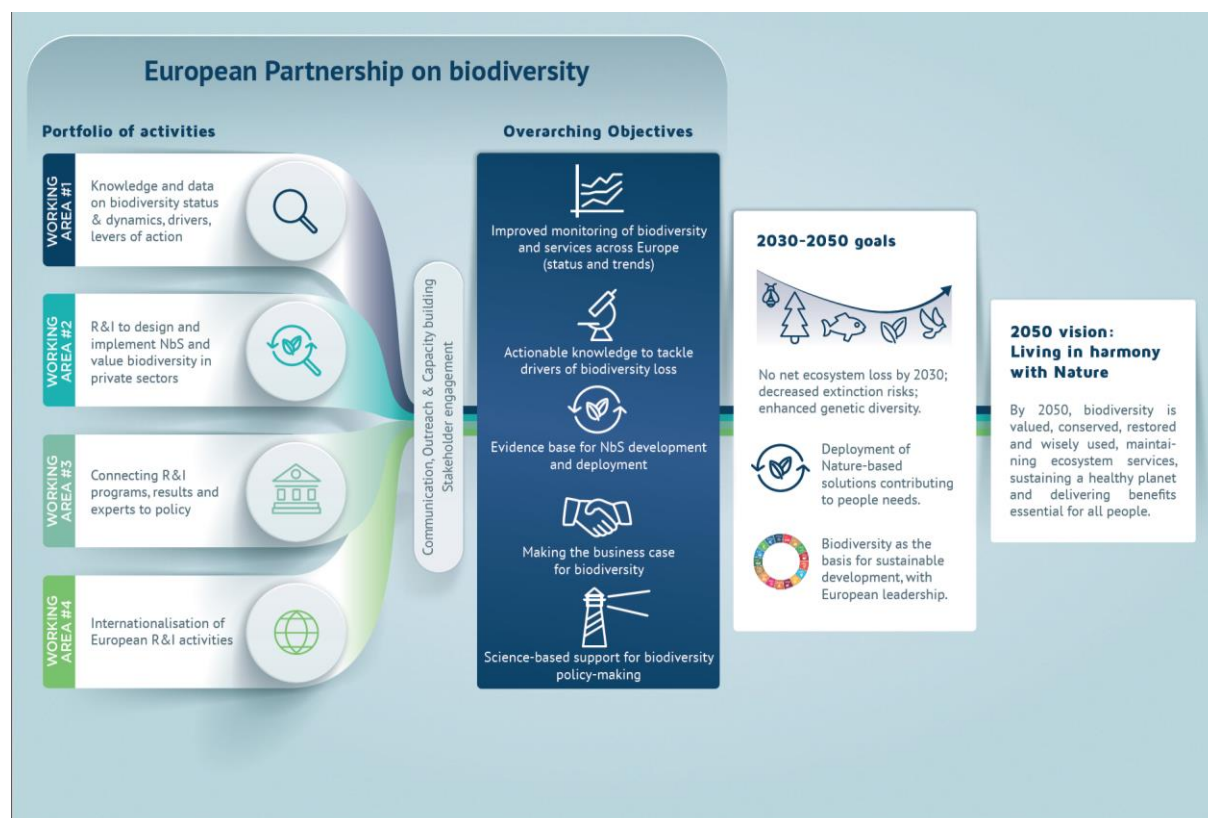 European Partnership on biodiversity
Portfolio of activities
WORKING
AREA #1
Knowledge and data
on biodiversity status
& dynamics, drivers,
levers of action
WORKING
AREA #2
R&I to design and
implement NbS and
value biodiversity in
private sectors
WORKING
AREA #3
Connecting R&I
programs, results and
experts to policy
WORKING
AREA #4
Internationalisation of
European R&I activities
Communication, Outreach & Capacity building
Stakeholder engagement
Overarching Objectives
Improved monitoring of biodiversity
and services across Europe
(status and trends)
Actionable knowledge to tackle
drivers of biodiversity loss
Evidence base for NbS development
and deployment
Making the business case
for biodiversity
Science-based support for biodiversity
policy-making
2030-2050 goals
No net ecosystem loss by 2030;
decreased extinction risks;
enhanced genetic diversity.
Deployment of
Nature-based
solutions contributing
to people needs.
Biodiversity as the
basis for sustainable
development, with
European leadership.
2050 vision:
Living in harmony
with Nature
By 2050, biodiversity is
valued, conserved, restored
and wisely used, maintai-
ning ecosystem services,
sustaining a healthy planet
and delivering benefits
essential for all people.